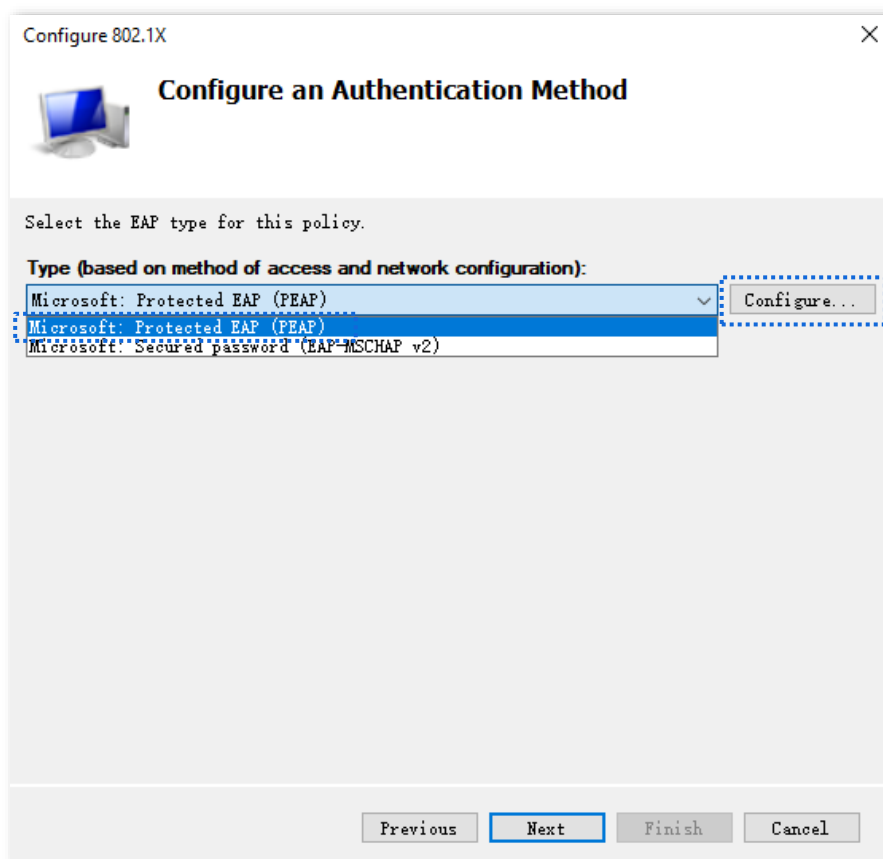 Configure 802.1X
Configure an Authentication Method
Select the EAP type for this policy.
Type (based on method of access and network configuration):
Microsoft: Protected EAP (PEAP)
Configure...
Microsoft: Protected EAP (PEAP)
Microsoft: Secured password (EAP-MSCHAP v2)
Previous
Next
Finish
Cancel